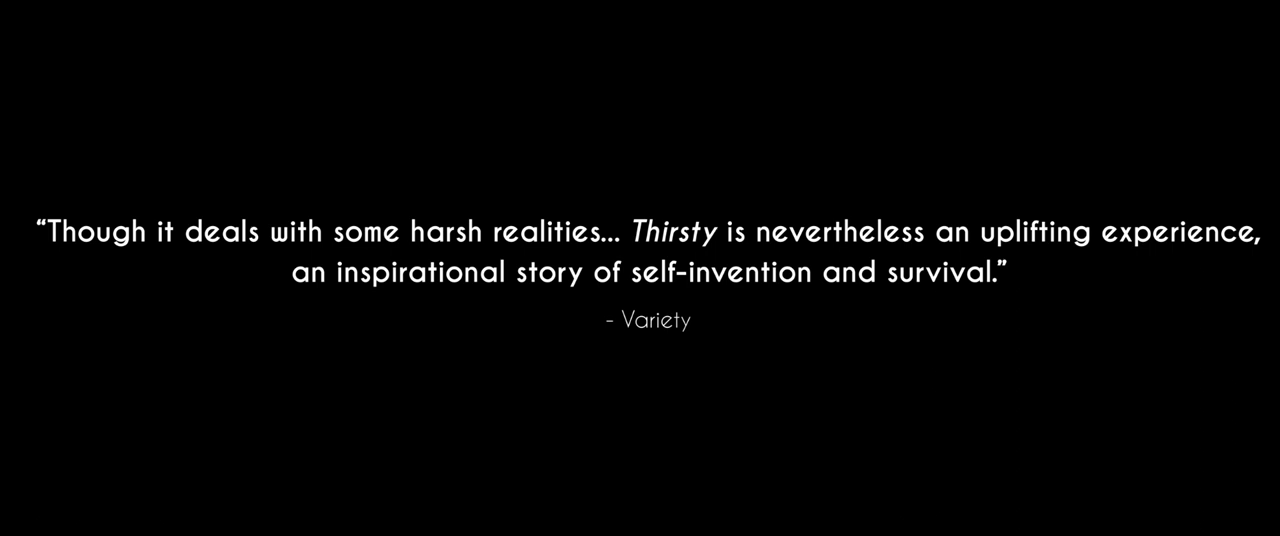 “Though it deals with some harsh realities... Thirsty is nevertheless an uplifting experience,
an inspirational story of self-invention and survival.”
- Variety